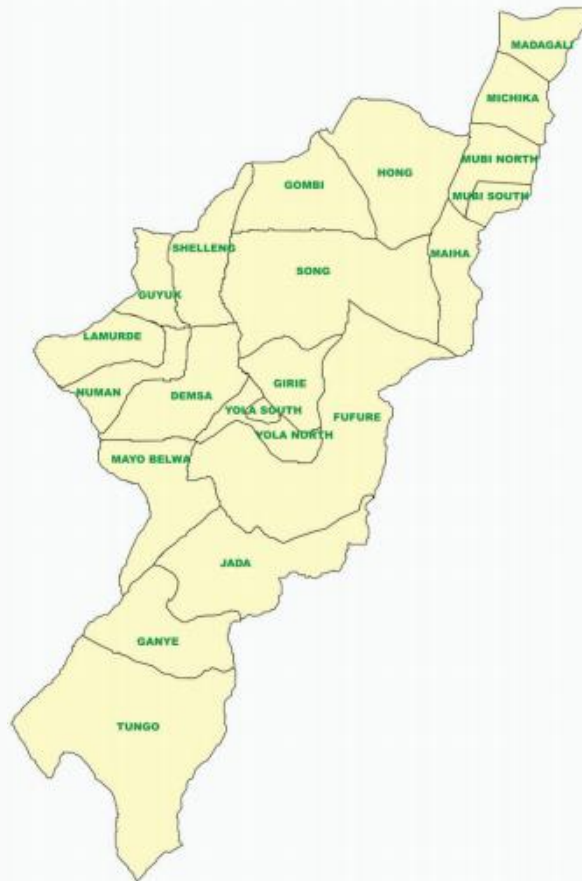 MADAGALI
MICHIKA
MUBI NORTH
HONG
GOMBI
MUBI SOUTH
SHELLENG
MAIHA
SONG
GUYUK
LAMURDE
GIRIE
NUMAN
DEMSA
YOLA SOUTH
FUFURE
YOLA NORTH
MAYO BELWA
JADA
GANYE
TUNGO